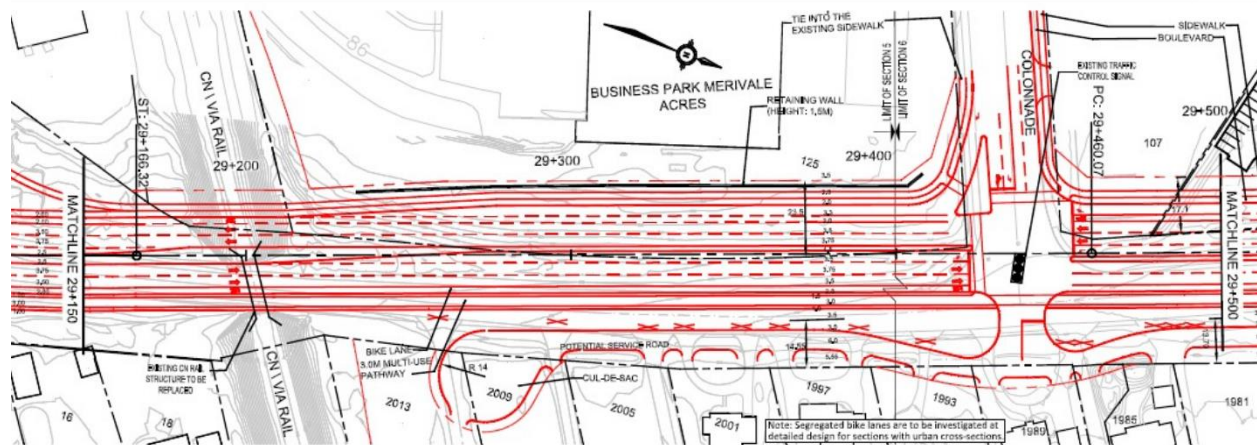 TIE INTO THE
EXISTING SIDEWALK
SIDEWALK
BOULEVARD
86
N
BUSINESS PARK MERIVALE
ACRES
LIMIT OF SECTION 5
LIMIT OF SECTION 6
COLONNADE
EXISTING TRAFFIC
CONTROL SIGNAL
PC: 29+460.07
29+500
107
RETAINING WALL
(HEIGHT: 1,5M)
CN \ VIA RAIL
ST: 29+166.32
29+200
29+300
125
29+400
MATCHLINE 29+150
MATCHLINE 29+500
BIKE LANE
3.0M MULTI-USE
PATHWAY
R 14
POTENTIAL SERVICE ROAD
14.55
CUL-DE-SAC
EXISTING CN RAIL
STRUCTURE TO BE
REPLACED
CN \ VIA RAIL
16
18
2013
2009
2005
2001
1997
1993
1989
1985
1981
Note: Segregated bike lanes are to be investigated at
detailed design for sections with urban cross-sections.